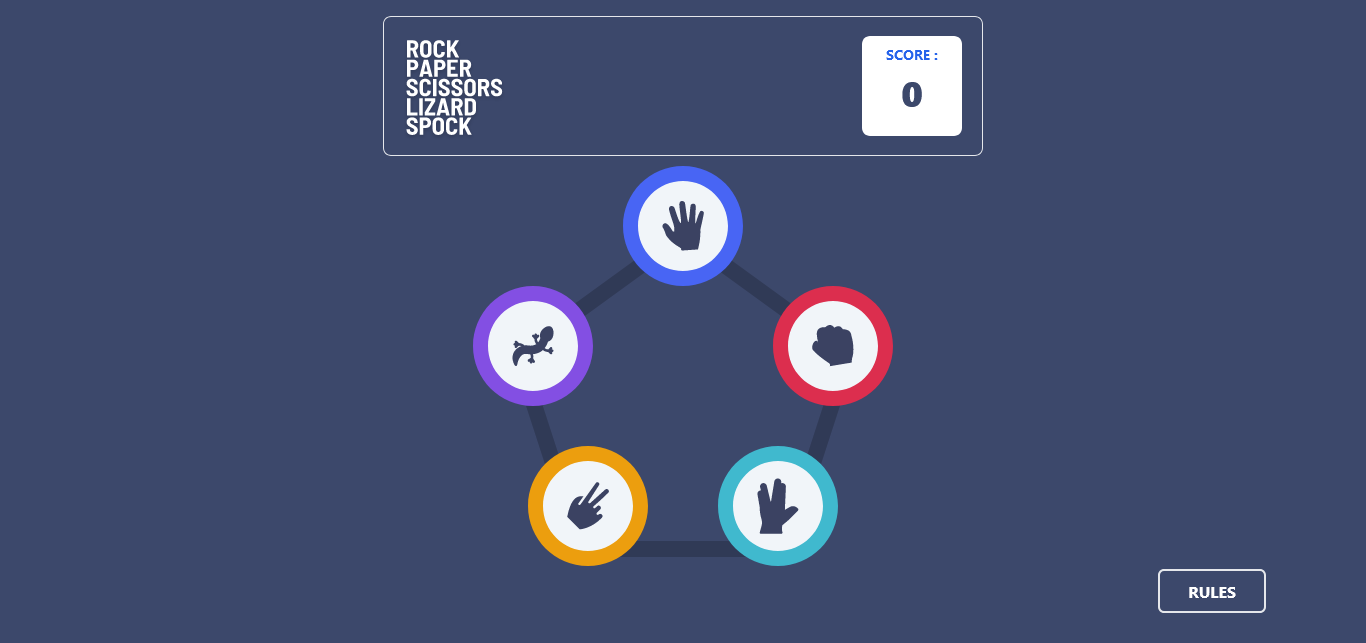 ROCK
PAPER
SCISSORS
LIZARD
SPOCK
SCORE :
0
RULES